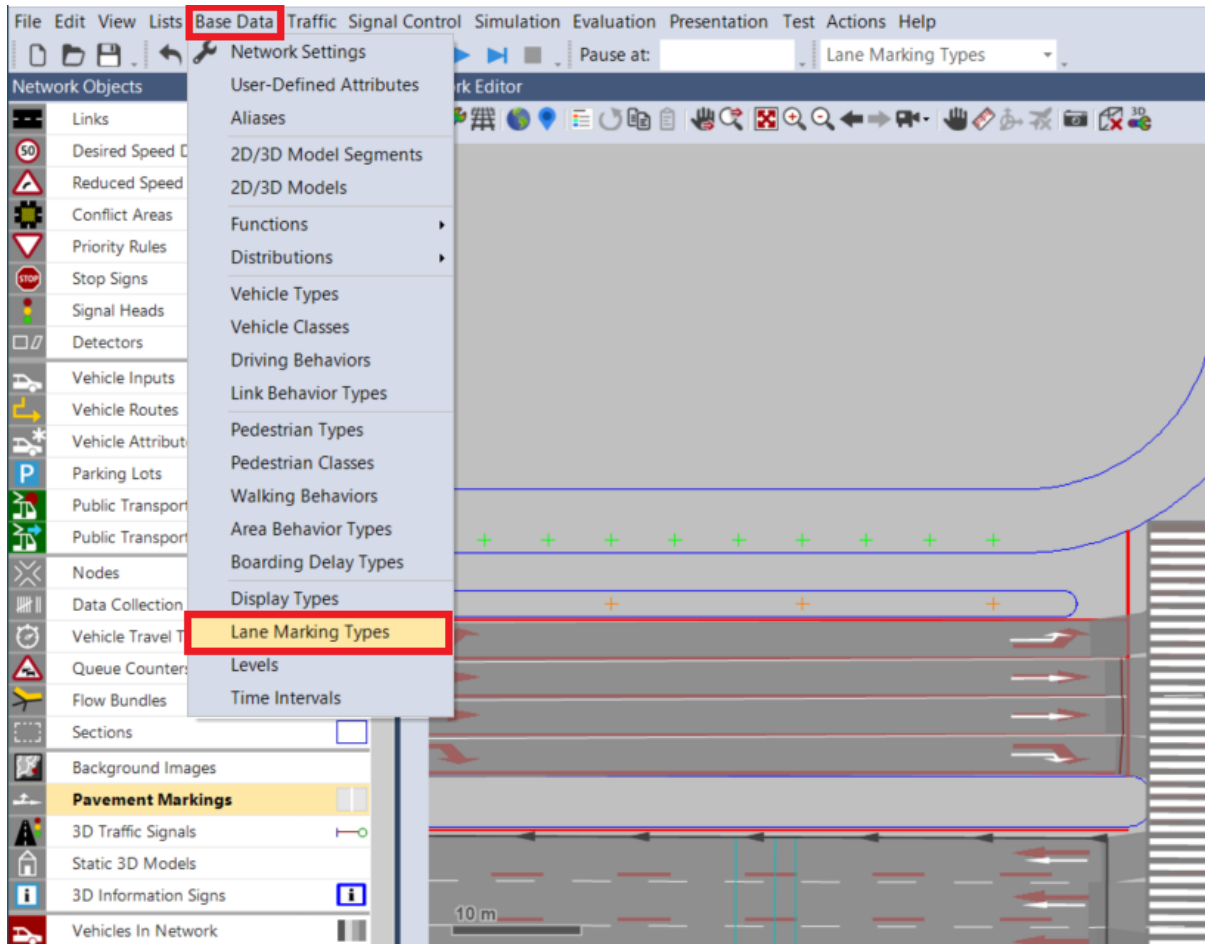 File Edit View Lists Base Data Traffic Signal Control Simulation Evaluation Presentation Test Actions Help
Pause at: Lane Marking Types
Network Objects
rk Editor
Network Settings
User-Defined Attributes
Aliases
2D/3D Model Segments
2D/3D Models
Functions
Distributions
Vehicle Types
Vehicle Classes
Driving Behaviors
Link Behavior Types
Pedestrian Types
Pedestrian Classes
Walking Behaviors
Area Behavior Types
Boarding Delay Types
Display Types
Lane Marking Types
Levels
Time Intervals
Links
50 Desired Speed D
Reduced Speed
Conflict Areas
Priority Rules
STOP Stop Signs
Signal Heads
Detectors
Vehicle Inputs
Vehicle Routes
Vehicle Attribut
P Parking Lots
Public Transport
Public Transport
Nodes
Data Collection
Vehicle Travel T
Queue Counters
Flow Bundles
Sections
Background Images
Pavement Markings
3D Traffic Signals
Static 3D Models
i 3D Information Signs i
Vehicles In Network
3D
10 m